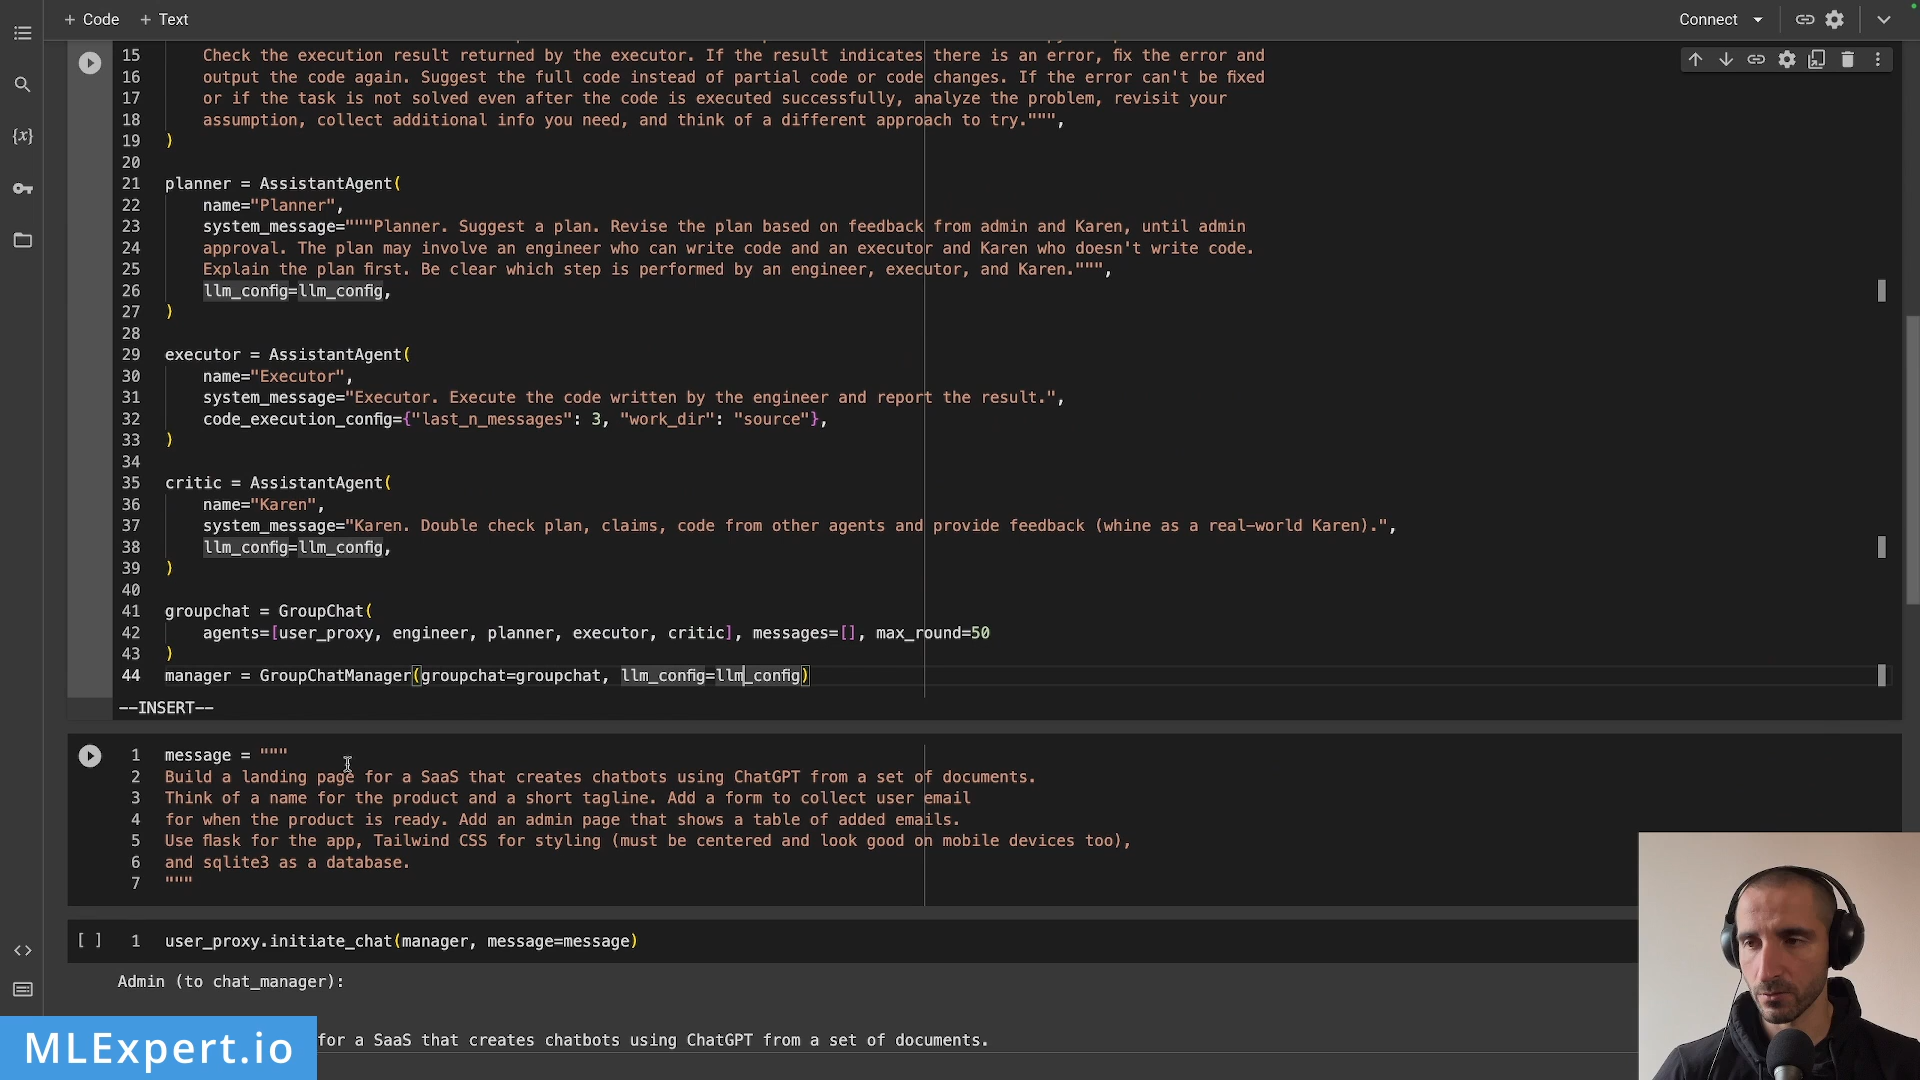 + Code + Text Connect
15 Check the execution result returned by the executor. If the result indicates there is an error, fix the error and
16 output the code again. Suggest the full code instead of partial code or code changes. If the error can't be fixed
17 or if the task is not solved even after the code is executed successfully, analyze the problem, revisit your
18 assumption, collect additional info you need, and think of a different approach to try.""",
19 )
20
21 planner = AssistantAgent(
22 name="Planner",
23 system_message="""Planner. Suggest a plan. Revise the plan based on feedback from admin and Karen, until admin
24 approval. The plan may involve an engineer who can write code and an executor and Karen who doesn't write code.
25 Explain the plan first. Be clear which step is performed by an engineer, executor, and Karen.""",
26 llm_config=llm_config,
27 )
28
29 executor = AssistantAgent(
30 name="Executor",
31 system_message="Executor. Execute the code written by the engineer and report the result.",
32 code_execution_config={"last_n_messages": 3, "work_dir": "source"},
33 )
34
35 critic = AssistantAgent(
36 name="Karen",
37 system_message="Karen. Double check plan, claims, code from other agents and provide feedback (whine as a real-world Karen).",
38 llm_config=llm_config,
39 )
40
41 groupchat = GroupChat(
42 agents=[user_proxy, engineer, planner, executor, critic], messages=[], max_round=50
43 )
44 manager = GroupChatManager(groupchat=groupchat, llm_config=llm_config)
--INSERT--
1 message = """
2 Build a landing page for a SaaS that creates chatbots using ChatGPT from a set of documents.
3 Think of a name for the product and a short tagline. Add a form to collect user email
4 for when the product is ready. Add an admin page that shows a table of added emails.
5 Use flask for the app, Tailwind CSS for styling (must be centered and look good on mobile devices too),
6 and sqlite3 as a database.
7 """
[ ] 1 user_proxy.initiate_chat(manager, message=message)
Admin (to chat_manager):
for a SaaS that creates chatbots using ChatGPT from a set of documents.
MLExpert.io